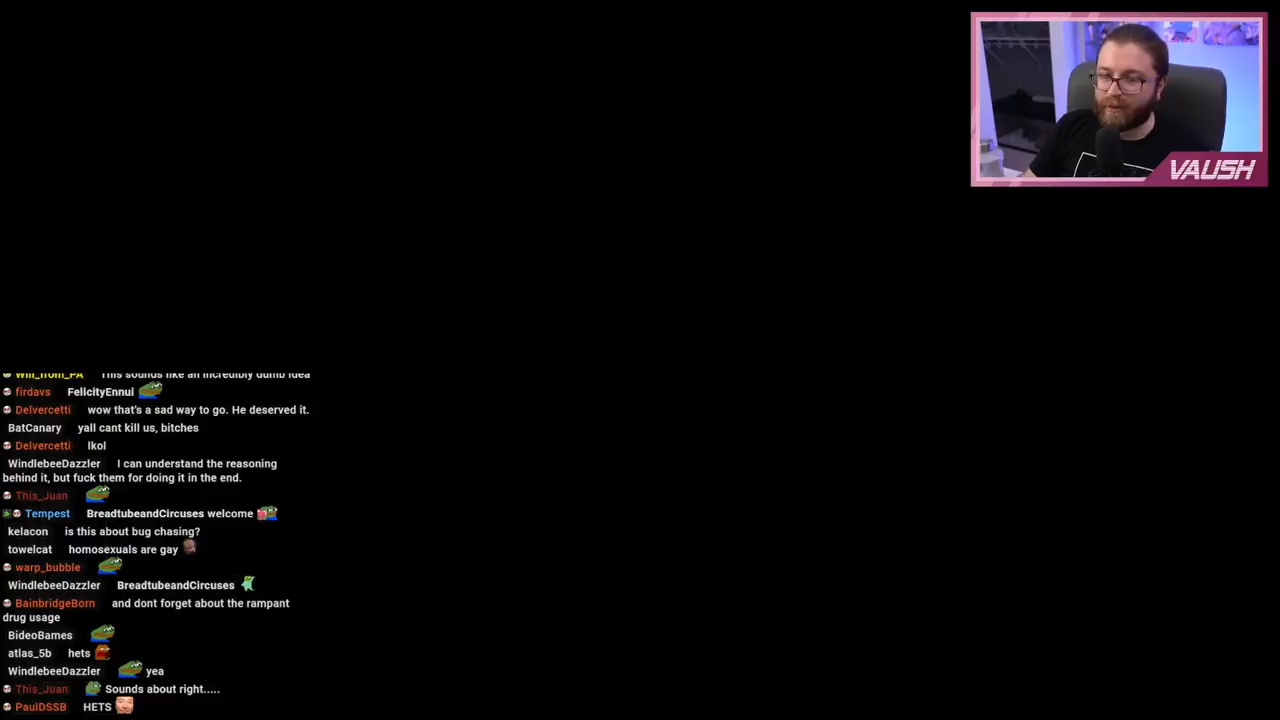 VAUSH
Will_from_PA This sounds like an incredibly dumb idea
firdavs FelicityEnnui
Delvercetti wow that's a sad way to go. He deserved it.
BatCanary yall cant kill us, bitches
Delvercetti lkol
WindlebeeDazzler I can understand the reasoning
behind it, but fuck them for doing it in the end.
This_Juan
Tempest BreadtubeandCircuses welcome
kelacon is this about bug chasing?
towelcat homosexuals are gay
warp_bubble
WindlebeeDazzler BreadtubeandCircuses
BainbridgeBorn and dont forget about the rampant
drug usage
BideoBames
atlas_5b hets
WindlebeeDazzler yea
This_Juan Sounds about right.....
PaulDSSB HETS